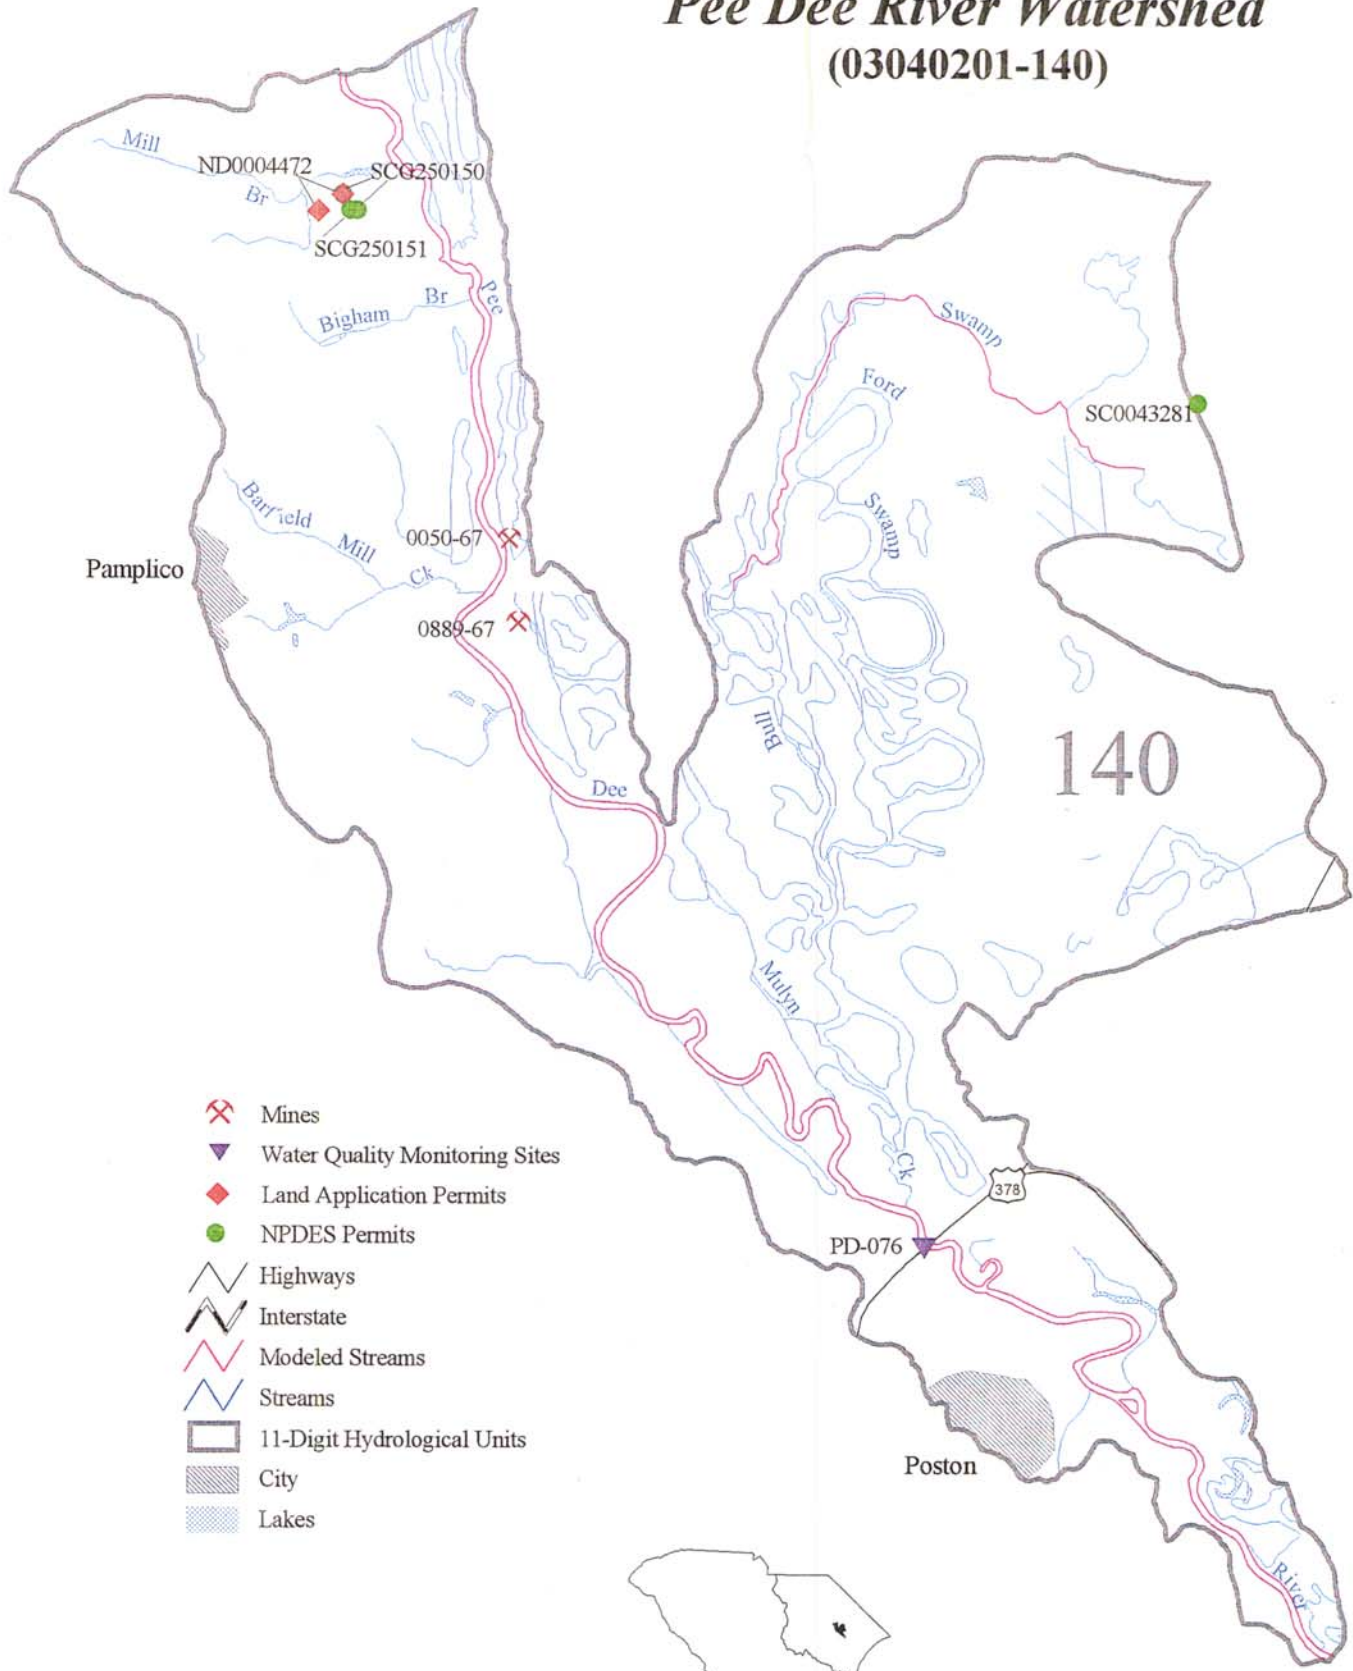 Pee Dee River Watershed
(03040201-140)
Mill
ND0004472
SCG250150
Br
SCG250151
Pee
Br
Bigham
Swamp
Ford
SC0043281
Barfield
Swamp
Mill
0050-67
Pamplico
Ck
0889-67
Bull
140
Dee
Mulyn
Mines
Water Quality Monitoring Sites
Ck
378
Land Application Permits
NPDES Permits
PD-076
Highways
Interstate
Modeled Streams
Streams
11-Digit Hydrological Units
Poston
City
Lakes
River